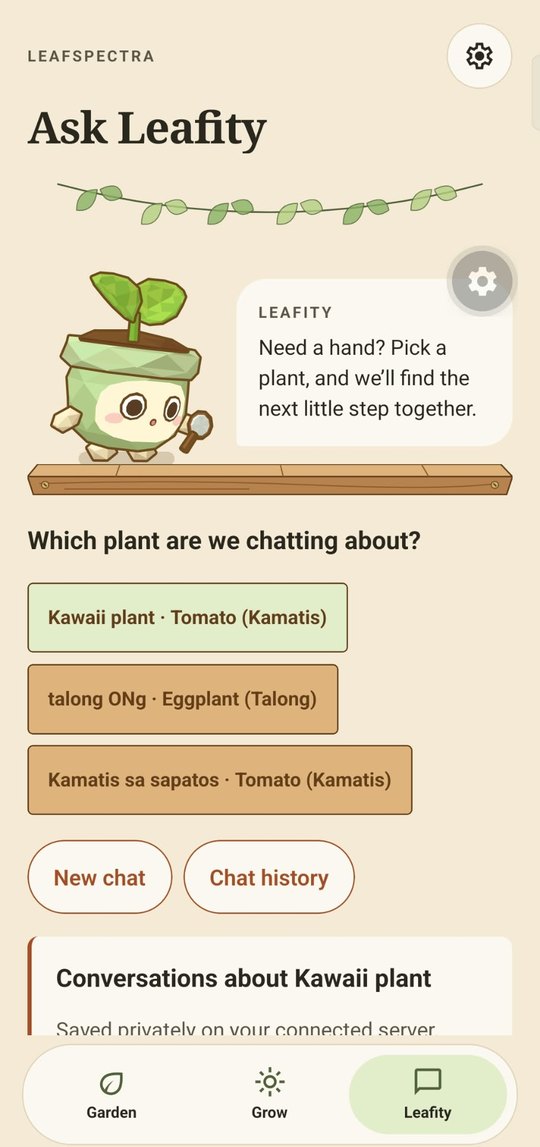 LEAFSPECTRA
Ask Leafity
LEAFITY
Need a hand? Pick a
plant, and we’ll find the
next little step together.
Which plant are we chatting about?
Kawaii plant · Tomato (Kamatis)
talong ONg · Eggplant (Talong)
Kamatis sa sapatos · Tomato (Kamatis)
New chat
Chat history
Conversations about Kawaii plant
Saved privately on your connected server.
Garden
Grow
Leafity